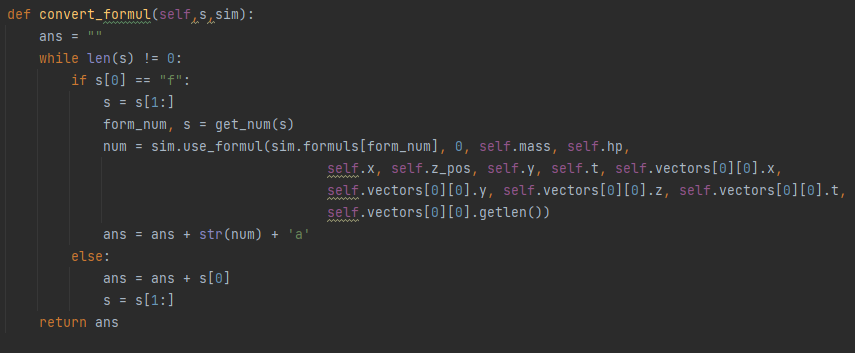 def convert_formul(self,s,sim):
    ans = ""
    while len(s) != 0:
        if s[0] == "f":
            s = s[1:]
            form_num, s = get_num(s)
            num = sim.use_formul(sim.formuls[form_num], 0, self.mass, self.hp,
                                        self.x, self.z_pos, self.y, self.t, self.vectors[0][0].x,
                                        self.vectors[0][0].y, self.vectors[0][0].z, self.vectors[0][0].t,
                                        self.vectors[0][0].getlen())
            ans = ans + str(num) + 'a'
        else:
            ans = ans + s[0]
            s = s[1:]
    return ans